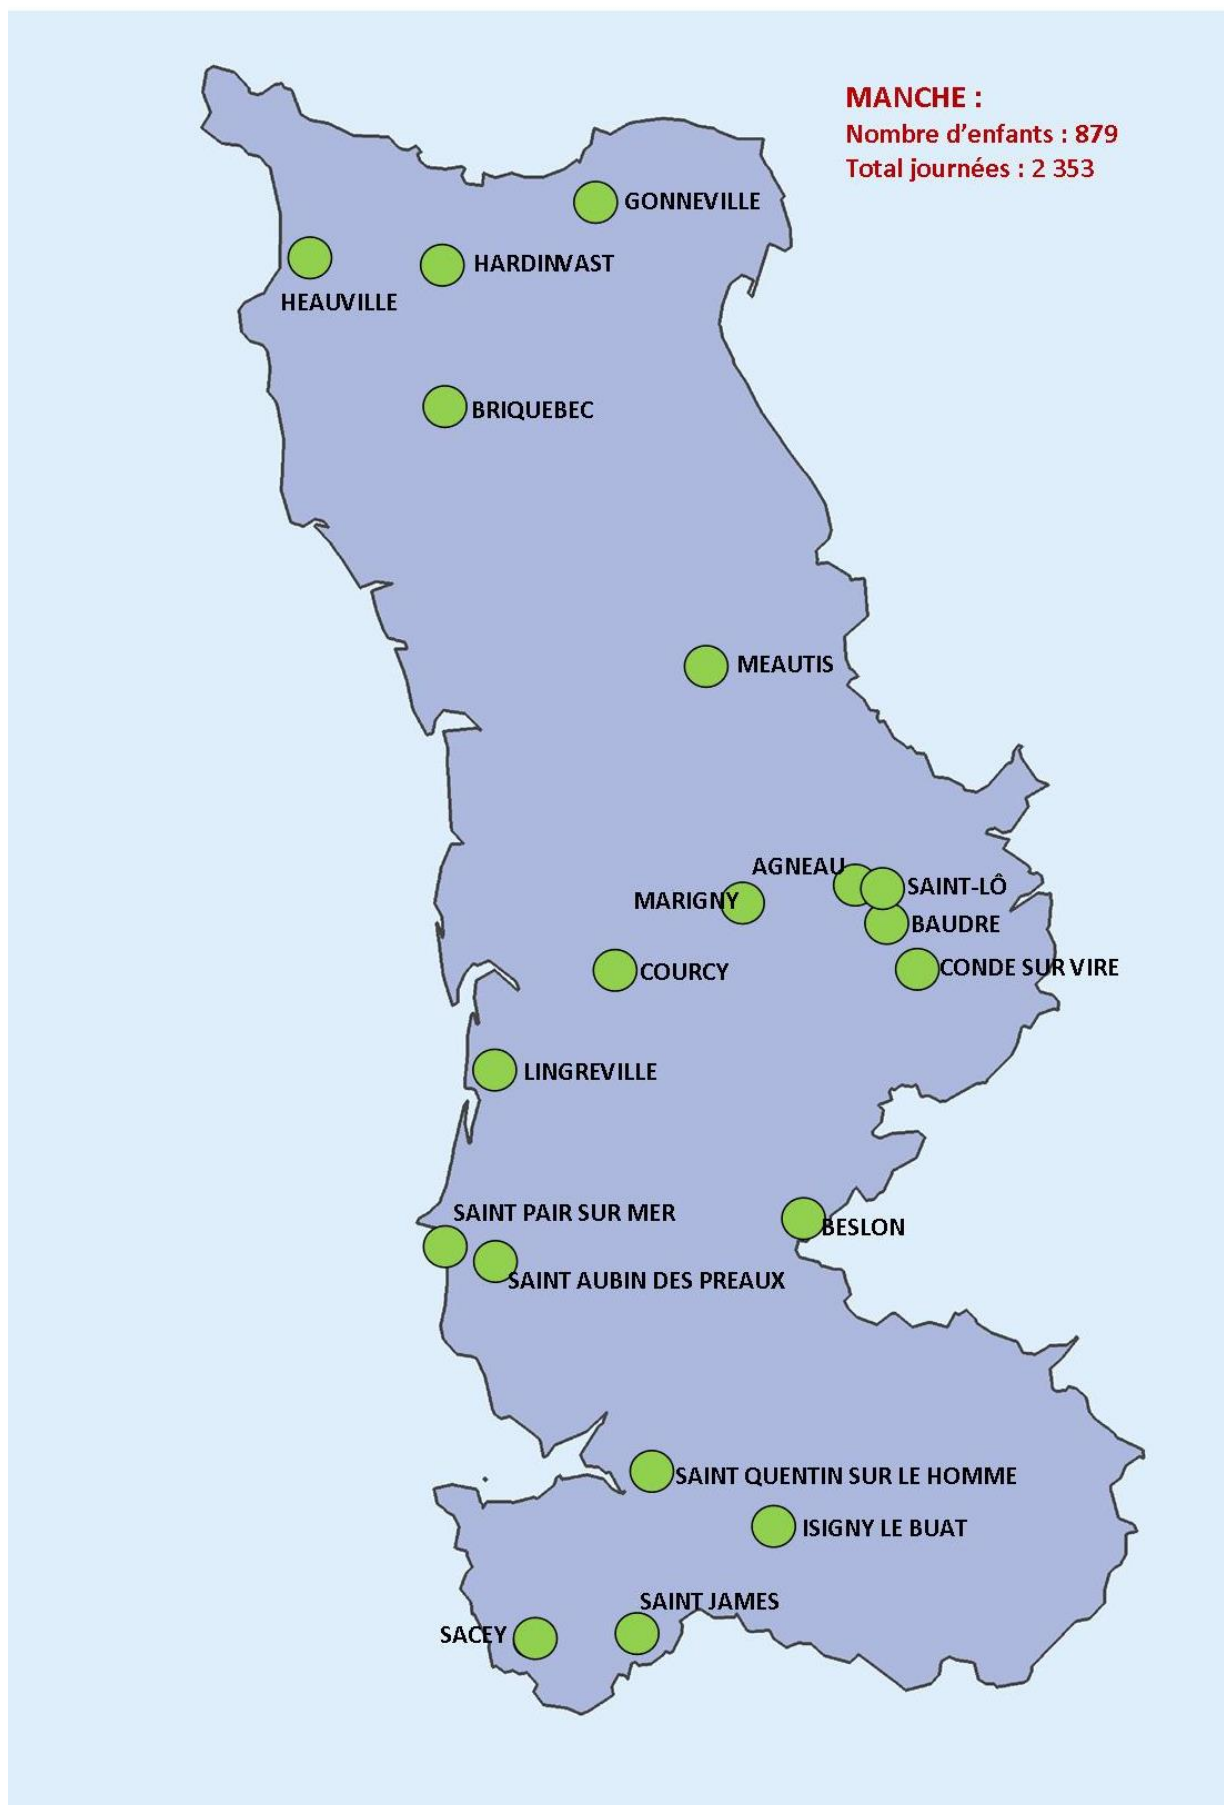 MANCHE :
Nombre d'enfants : 879
Total journées : 2 353
GONNEVILLE
HARDINVAST
HEAUVILLE
BRIQUEBEC
MEAUTIS
AGNEAU
SAINT-LÔ
MARIGNY
BAUDRE
COURCY
CONDE SUR VIRE
LINGREVILLE
SAINT PAIR SUR MER
BESLON
SAINT AUBIN DES PREAUX
SAINT QUENTIN SUR LE HOMME
ISIGNY LE BUAT
SAINT JAMES
SACEY